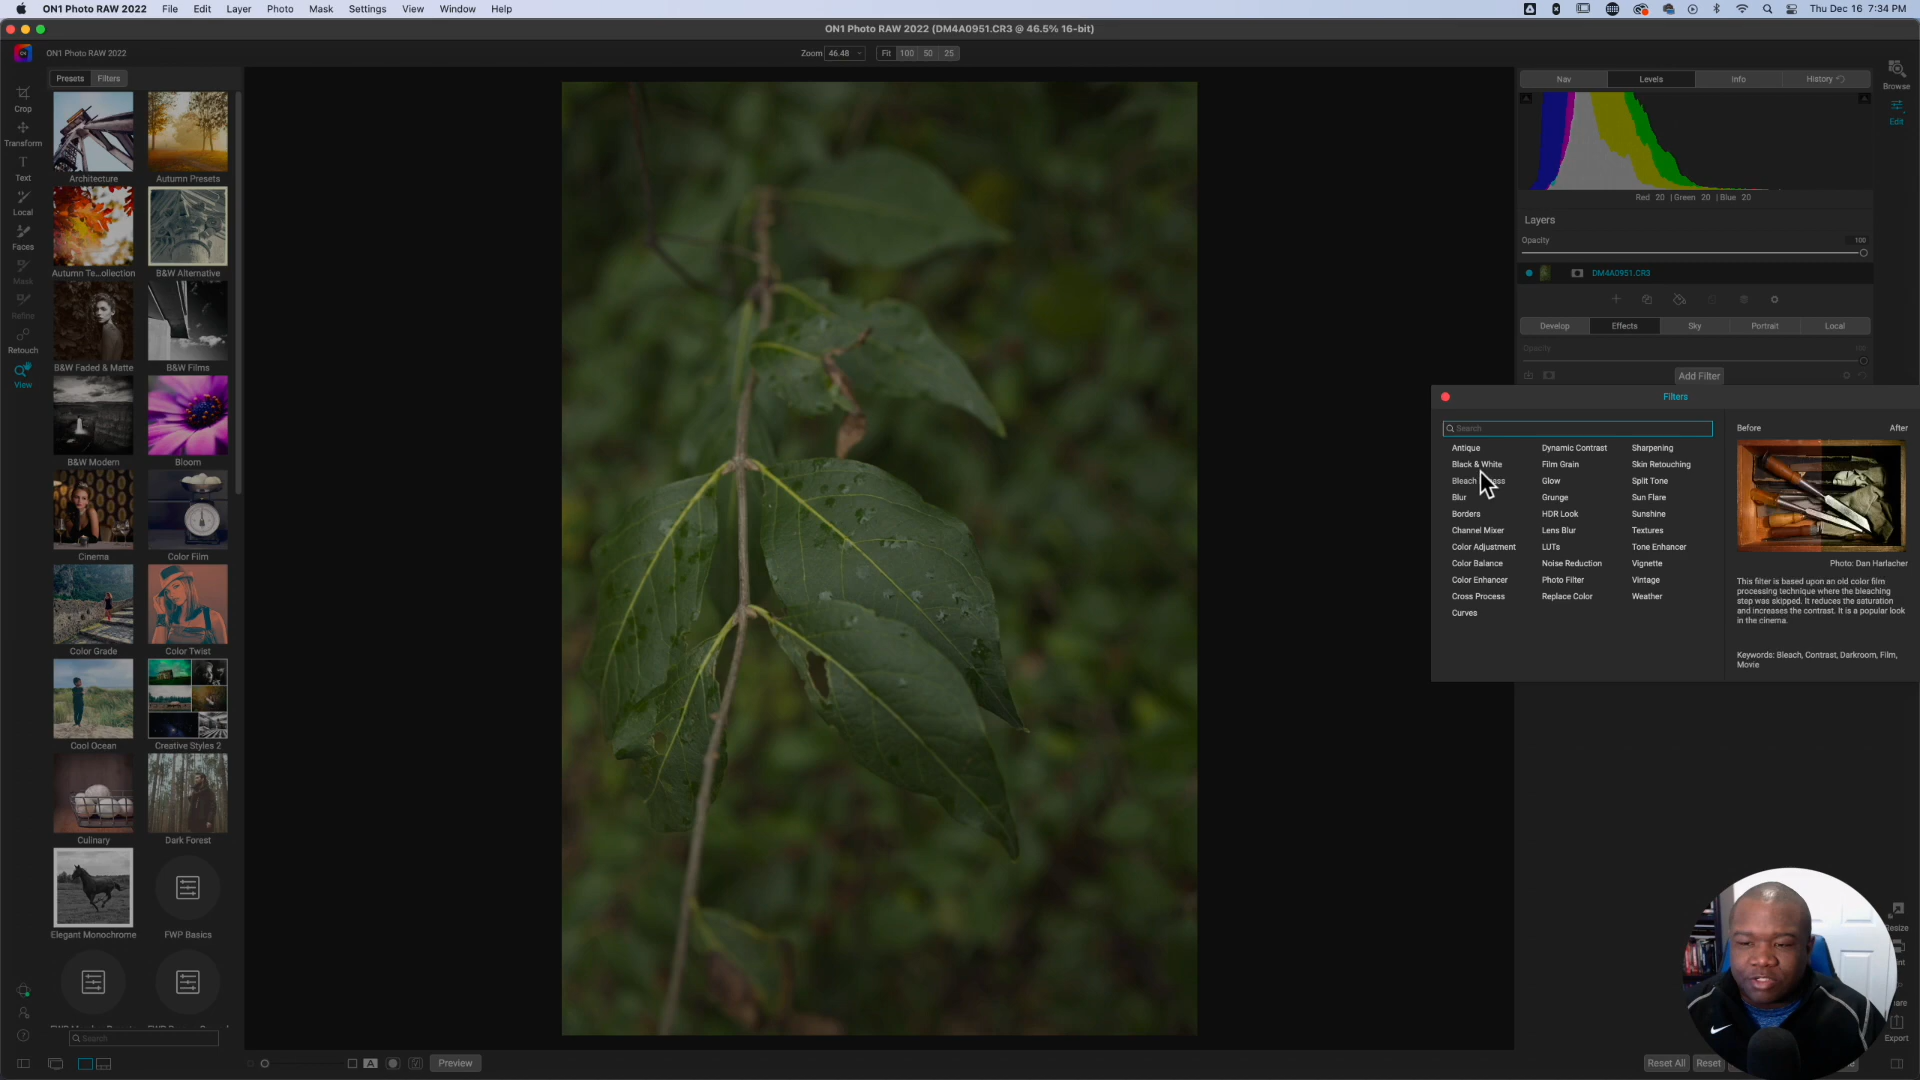 ON1 Photo RAW 2022 File Edit Layer Photo Mask Settings View Window Help
Thu Dec 16 7:34 PM
ON1 Photo RAW 2022 (DM4A0951.CR3 @ 46.5% 16-bit)
ON1 Photo RAW 2022
Zoom 46.48 Fit 100 50 25
Presets Filters
Crop
Transform
Text
Local
Faces
Mask
Refine
Retouch
View
Architecture Autumn Presets
Autumn Te...ollection B&W Alternative
B&W Faded & Matte B&W Films
B&W Modern Bloom
Cinema Color Film
Color Grade Color Twist
Cool Ocean Creative Styles 2
Culinary Dark Forest
Elegant Monochrome FWP Basics
Search
Preview
Nav Levels Info History
Red 20 | Green 20 | Blue 20
Layers
Opacity 100
DM4A0951.CR3
Develop Effects Sky Portrait Local
Opacity 100
Add Filter
Browse
Edit
Filters
Search
Antique Dynamic Contrast Sharpening
Black & White Film Grain Skin Retouching
Bleach Glow Split Tone
Blur Grunge Sun Flare
Borders HDR Look Sunshine
Channel Mixer Lens Blur Textures
Color Adjustment LUTs Tone Enhancer
Color Balance Noise Reduction Vignette
Color Enhancer Photo Filter Vintage
Cross Process Replace Color Weather
Curves
Before After
Photo: Dan Harlacher
This filter is based upon an old color film
processing technique where the bleaching
step was skipped. It reduces the saturation
and increases the contrast. It is a popular look
in the cinema.
Keywords: Bleach, Contrast, Darkroom, Film,
Movie
Export
Reset All Reset